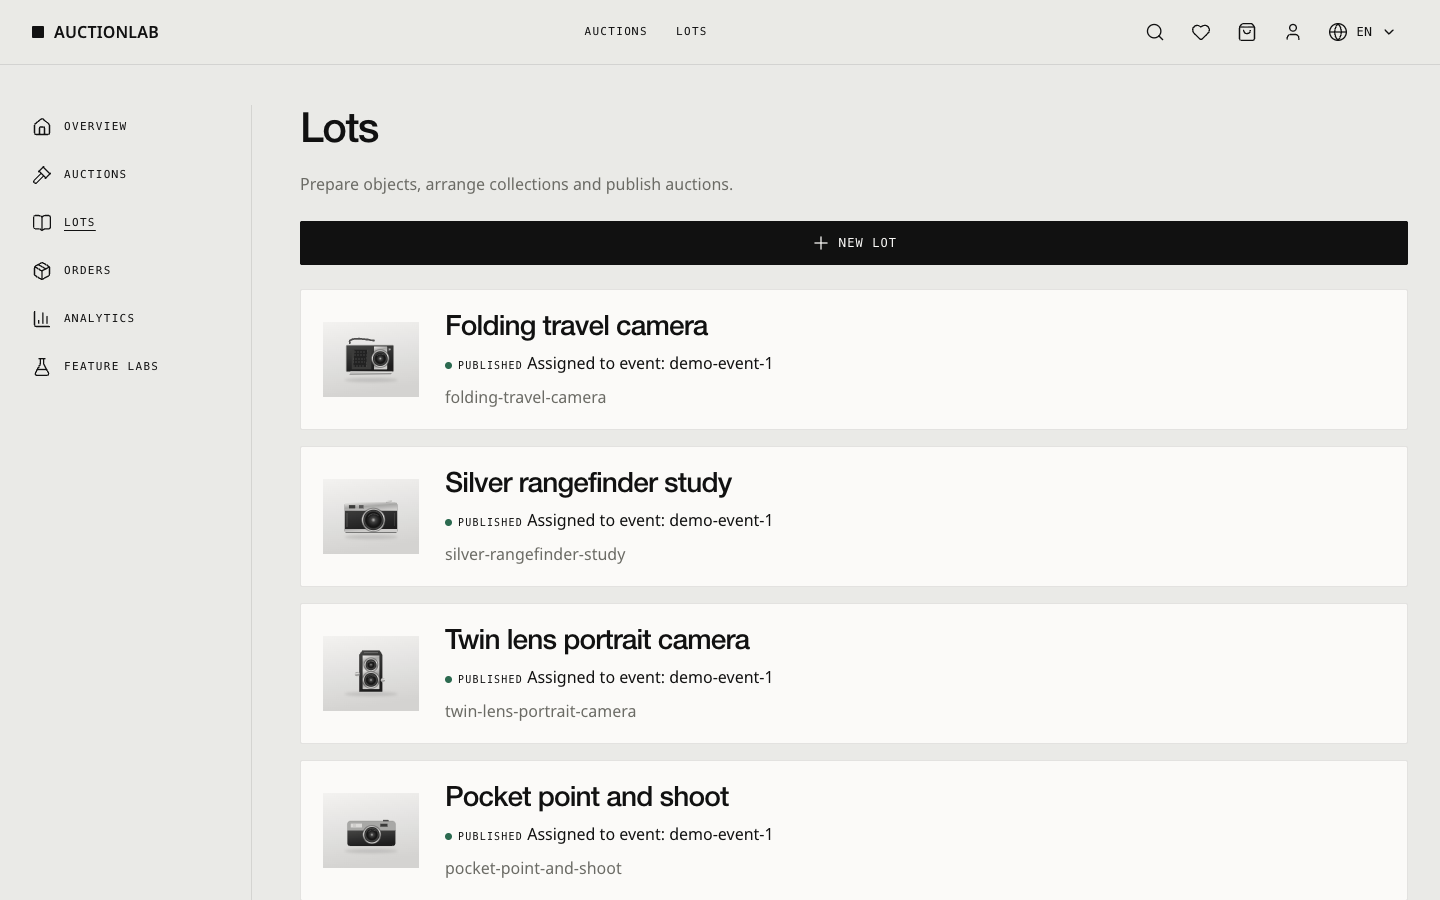 AUCTIONLAB
AUCTIONS LOTS
EN
OVERVIEW
AUCTIONS
LOTS
ORDERS
ANALYTICS
FEATURE LABS
Lots
Prepare objects, arrange collections and publish auctions.
NEW LOT
Folding travel camera
PUBLISHED Assigned to event: demo-event-1
folding-travel-camera
Silver rangefinder study
PUBLISHED Assigned to event: demo-event-1
silver-rangefinder-study
Twin lens portrait camera
PUBLISHED Assigned to event: demo-event-1
twin-lens-portrait-camera
Pocket point and shoot
PUBLISHED Assigned to event: demo-event-1
pocket-point-and-shoot